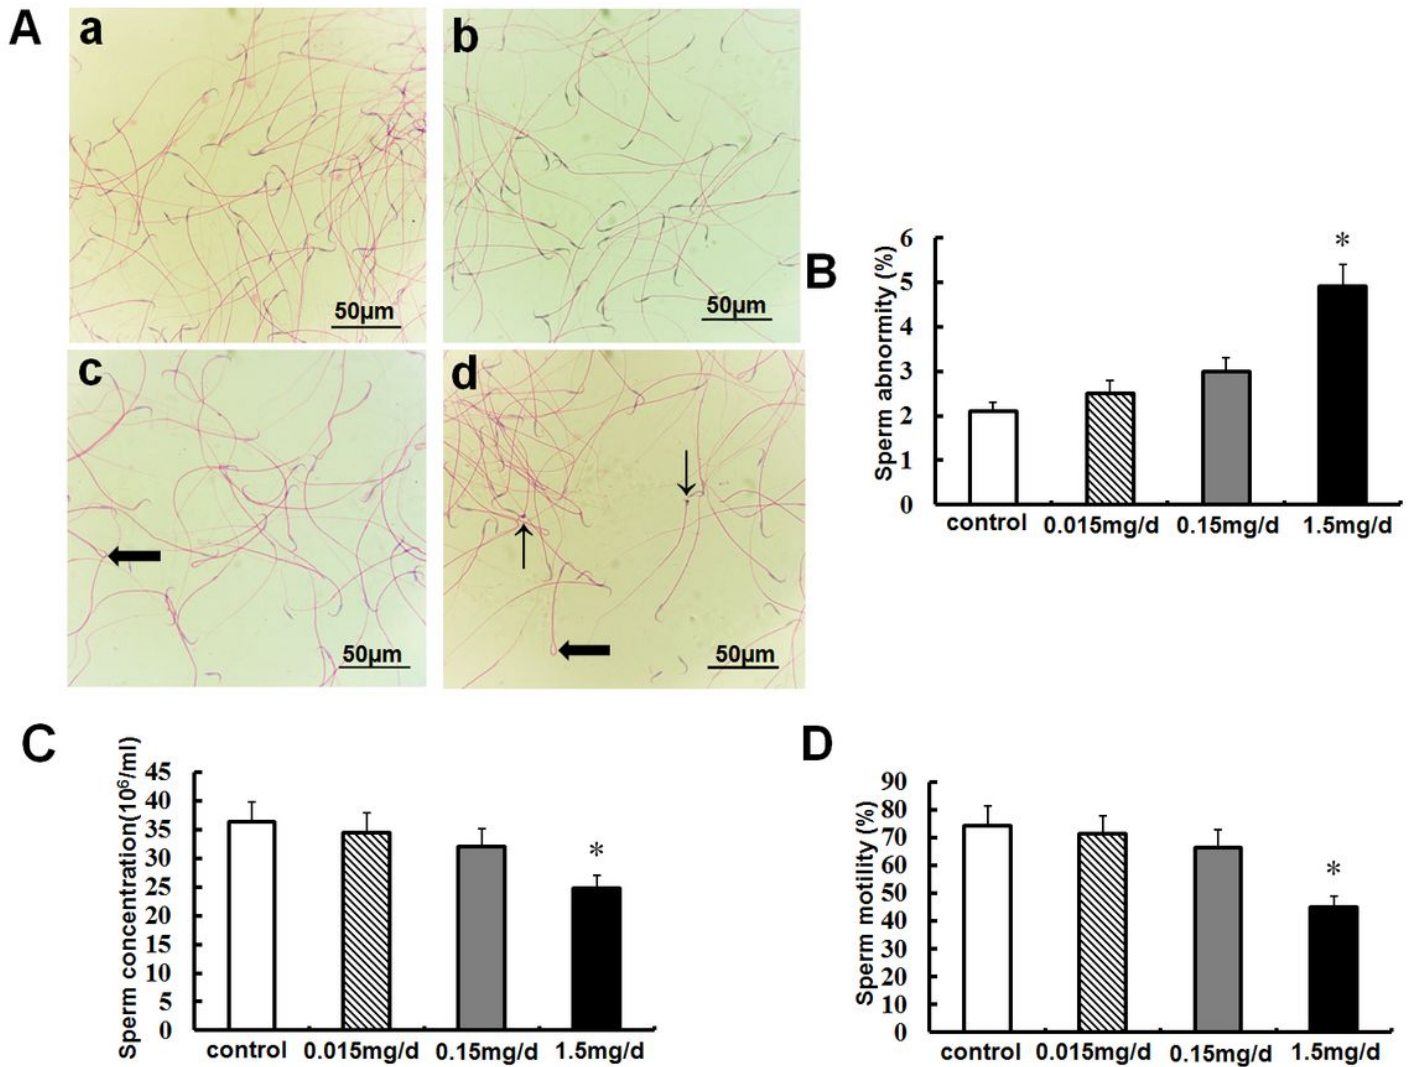 A
a
50µm
b
50µm
c
50µm
d
50µm
B
Sperm abnormity (%)
6
5
4
3
2
1
0
*
control
0.015mg/d
0.15mg/d
1.5mg/d
C
Sperm concentration(10⁶/ml)
45
40
35
30
25
20
15
10
5
0
*
control
0.015mg/d
0.15mg/d
1.5mg/d
D
Sperm motility (%)
90
80
70
60
50
40
30
20
10
0
*
control
0.015mg/d
0.15mg/d
1.5mg/d